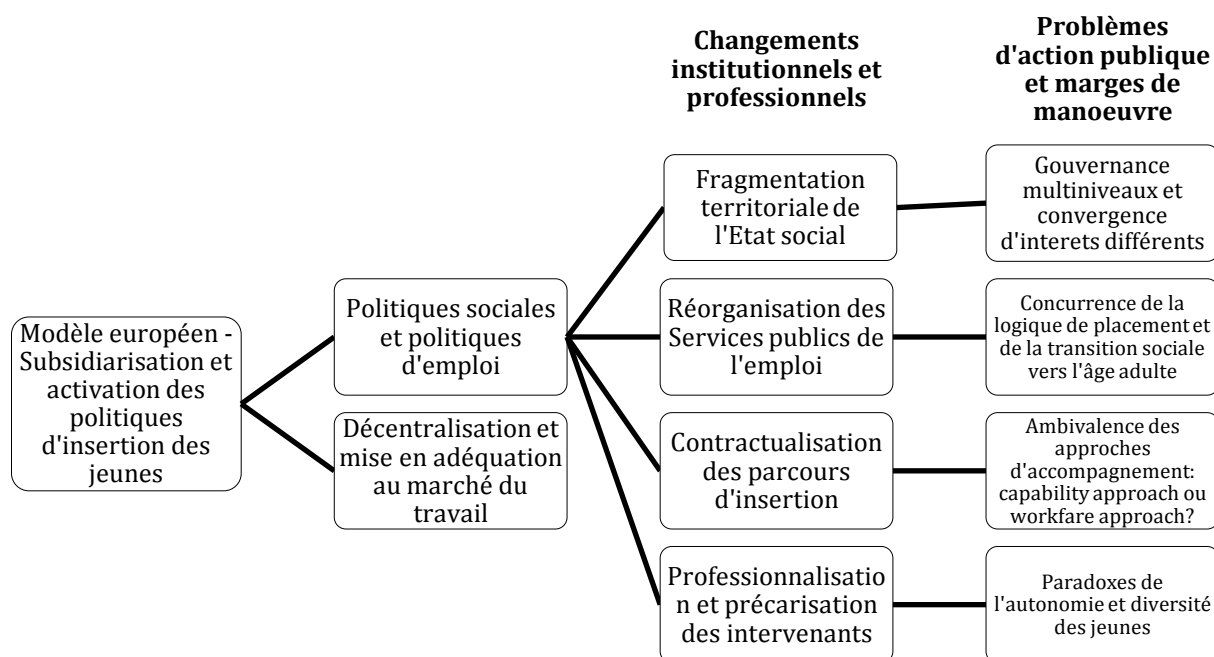 Changements
institutionnels et
professionnels
Problèmes
d'action publique
et marges de
manoeuvre
Modèle européen -
Subsidiarisation et
activation des
politiques
d'insertion des
jeunes
Politiques sociales
et politiques
d'emploi
Décentralisation et
mise en adéquation
au marché du
travail
Fragmentation
territoriale de
l'Etat social
Gouvernance
multiniveaux et
convergence
d'interets différents
Réorganisation des
Services publics de
l'emploi
Concurrence de la
logique de placement et
de la transition sociale
vers l'âge adulte
Contractualisation
des parcours
d'insertion
Ambivalence des
approches
d'accompagnement:
capability approach ou
workfare approach?
Professionnalisatio
n et précarisation
des intervenants
Paradoxes de
l'autonomie et diversité
des jeunes